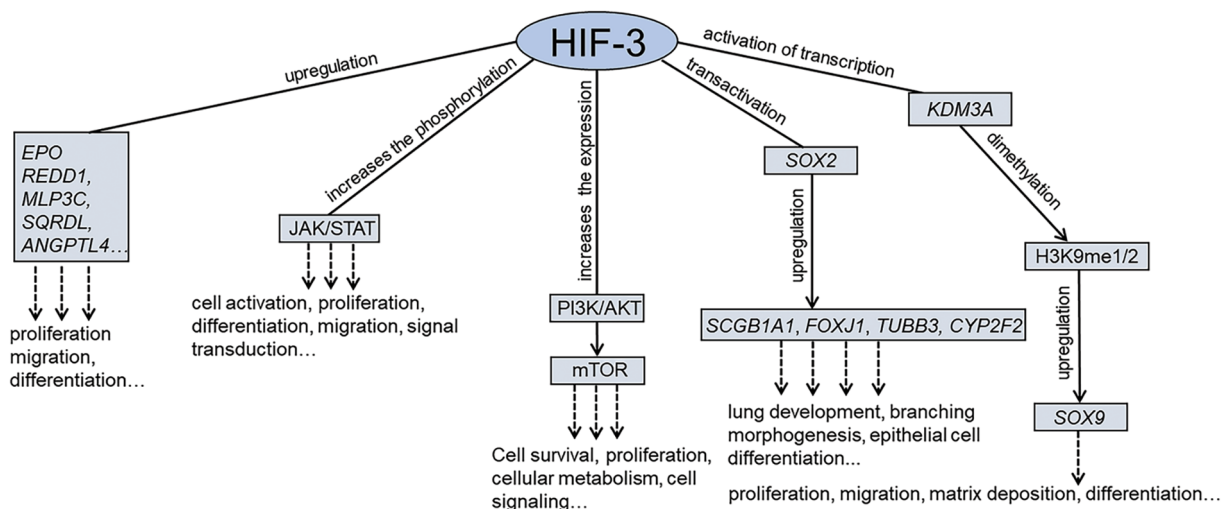 HIF-3
upregulation
increases the phosphorylation
increases the expression
transactivation
activation of transcription
EPO
REDD1,
MLP3C,
SQRDL,
ANGPTL4…
proliferation
migration,
differentiation…
JAK/STAT
cell activation, proliferation,
differentiation, migration, signal
transduction…
PI3K/AKT
mTOR
Cell survival, proliferation,
cellular metabolism, cell
signaling…
SOX2
upregulation
SCGB1A1, FOXJ1, TUBB3, CYP2F2
lung development, branching
morphogenesis, epithelial cell
differentiation...
KDM3A
dimethylation
H3K9me1/2
upregulation
SOX9
proliferation, migration, matrix deposition, differentiation…